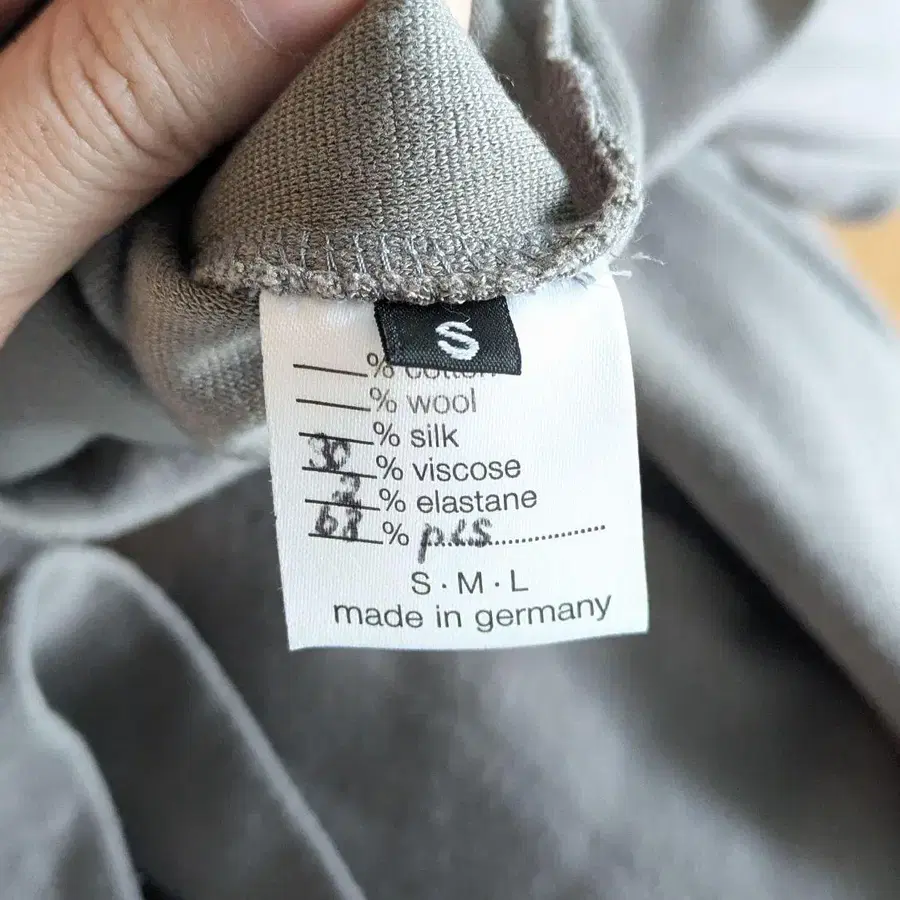 S
% cotton
% wool
% silk
30 % viscose
2 % elastane
68 % pes
S · M · L
made in germany